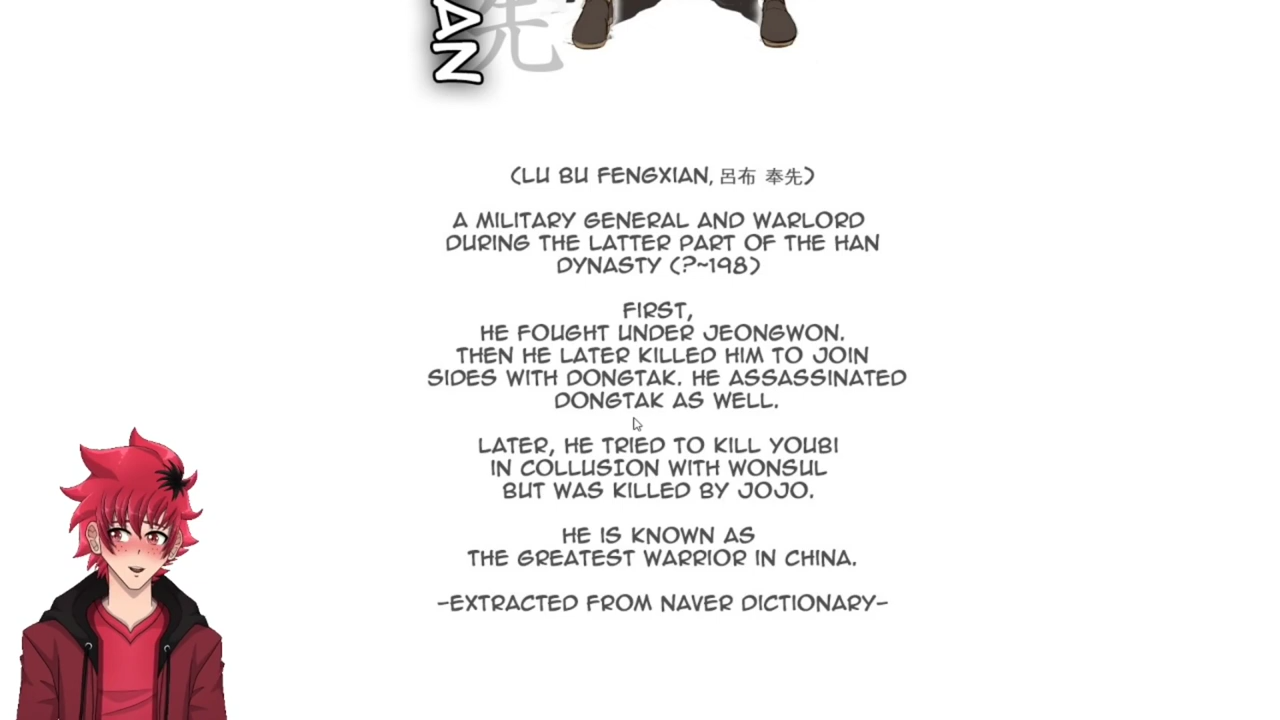 AN
先
(LU BU FENGXIAN, 呂布 奉先)
A MILITARY GENERAL AND WARLORD
DURING THE LATTER PART OF THE HAN
DYNASTY (?~198)
FIRST,
HE FOUGHT UNDER JEONGWON.
THEN HE LATER KILLED HIM TO JOIN
SIDES WITH DONGTAK. HE ASSASSINATED
DONGTAK AS WELL.
LATER, HE TRIED TO KILL YOUBI
IN COLLUSION WITH WONSUL
BUT WAS KILLED BY JOJO.
HE IS KNOWN AS
THE GREATEST WARRIOR IN CHINA.
-EXTRACTED FROM NAVER DICTIONARY-